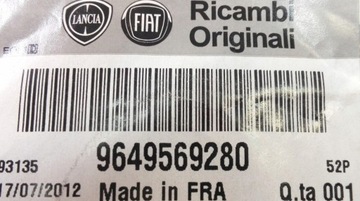 LANCIA FIAT Ricambi
Originali
93135 9649569280 52P
17/07/2012 Made in FRA Q.ta 001